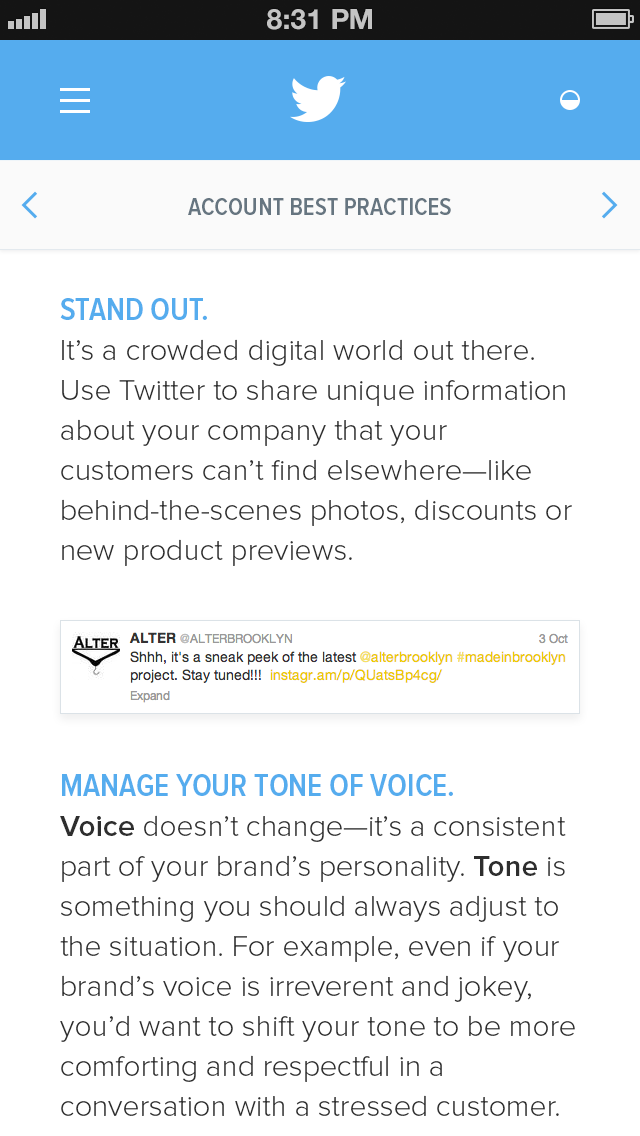 8:31 PM
ACCOUNT BEST PRACTICES
STAND OUT.
It’s a crowded digital world out there.
Use Twitter to share unique information
about your company that your
customers can’t find elsewhere—like
behind-the-scenes photos, discounts or
new product previews.
ALTER
ALTER @ALTERBROOKLYN 3 Oct
Shhh, it's a sneak peek of the latest @alterbrooklyn #madeinbrooklyn
project. Stay tuned!!! instagr.am/p/QUatsBp4cg/
Expand
MANAGE YOUR TONE OF VOICE.
Voice doesn’t change—it’s a consistent
part of your brand’s personality. Tone is
something you should always adjust to
the situation. For example, even if your
brand’s voice is irreverent and jokey,
you’d want to shift your tone to be more
comforting and respectful in a
conversation with a stressed customer.